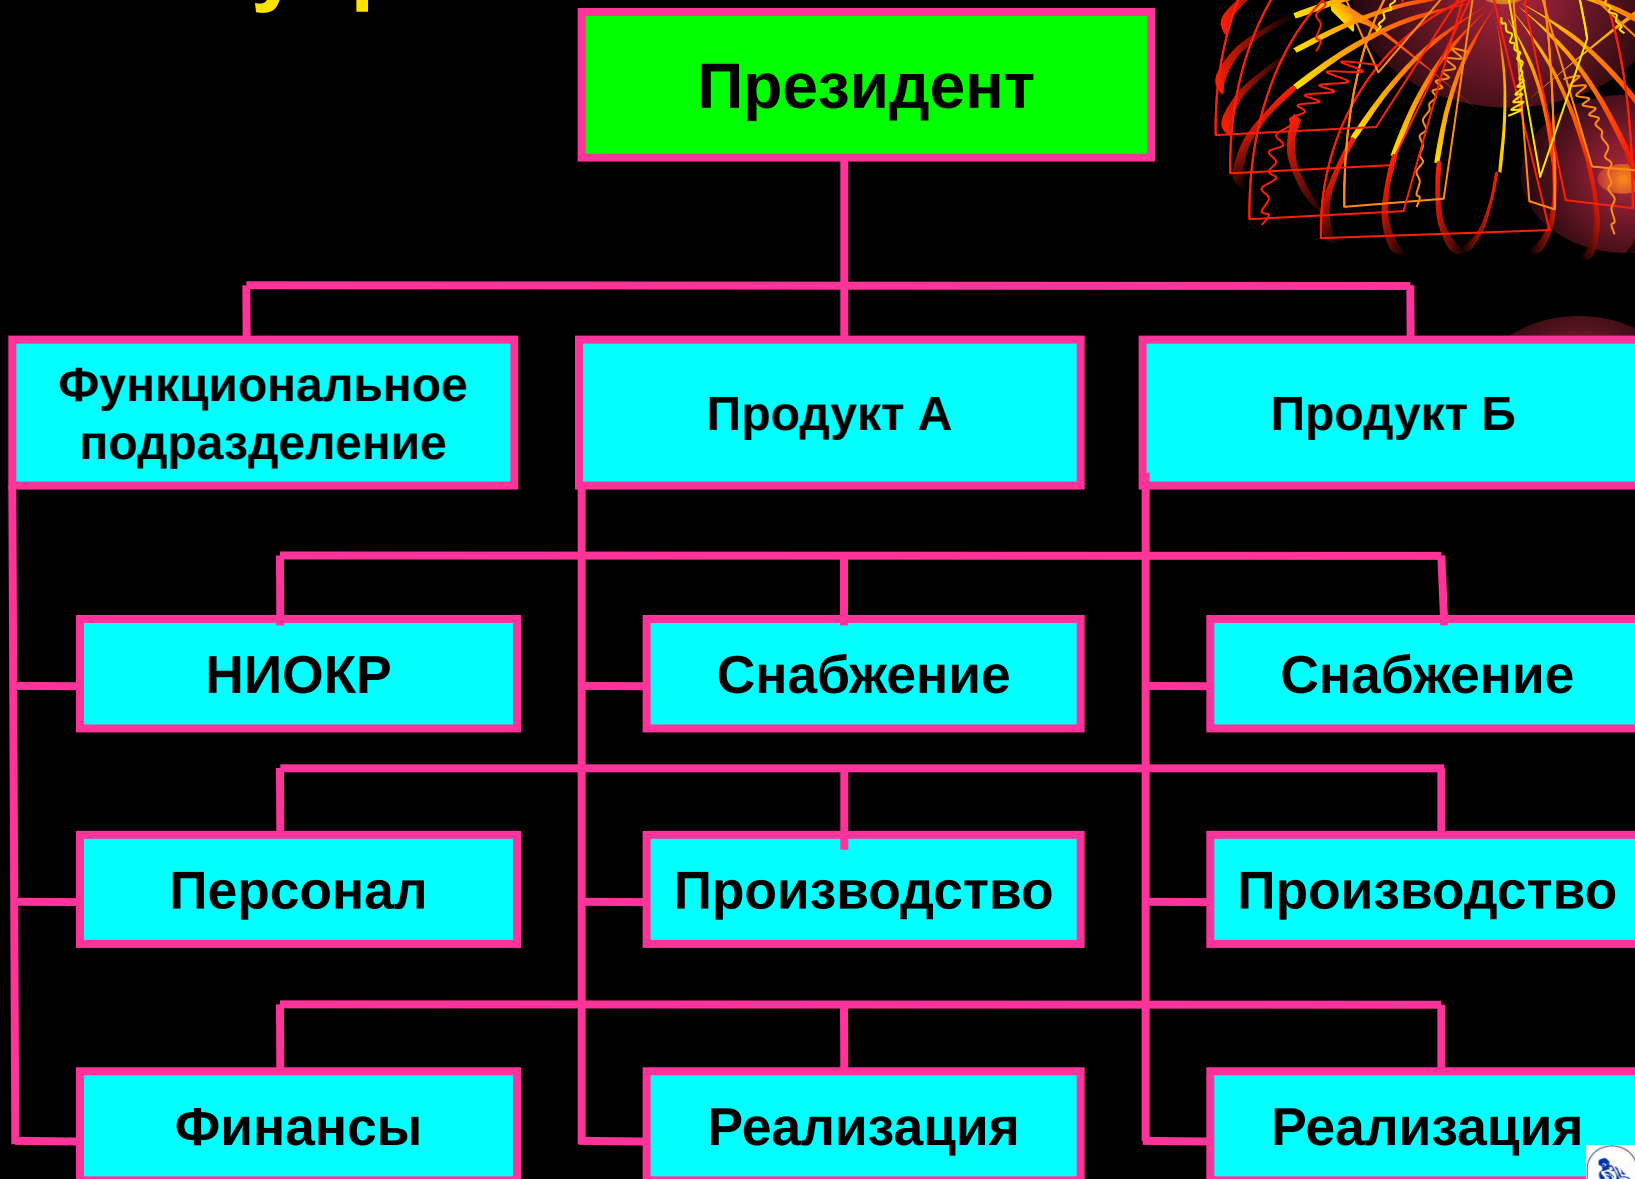 Президент
Функциональное
подразделение
Продукт А
Продукт Б
НИОКР
Снабжение
Снабжение
Персонал
Производство
Производство
Финансы
Реализация
Реализация